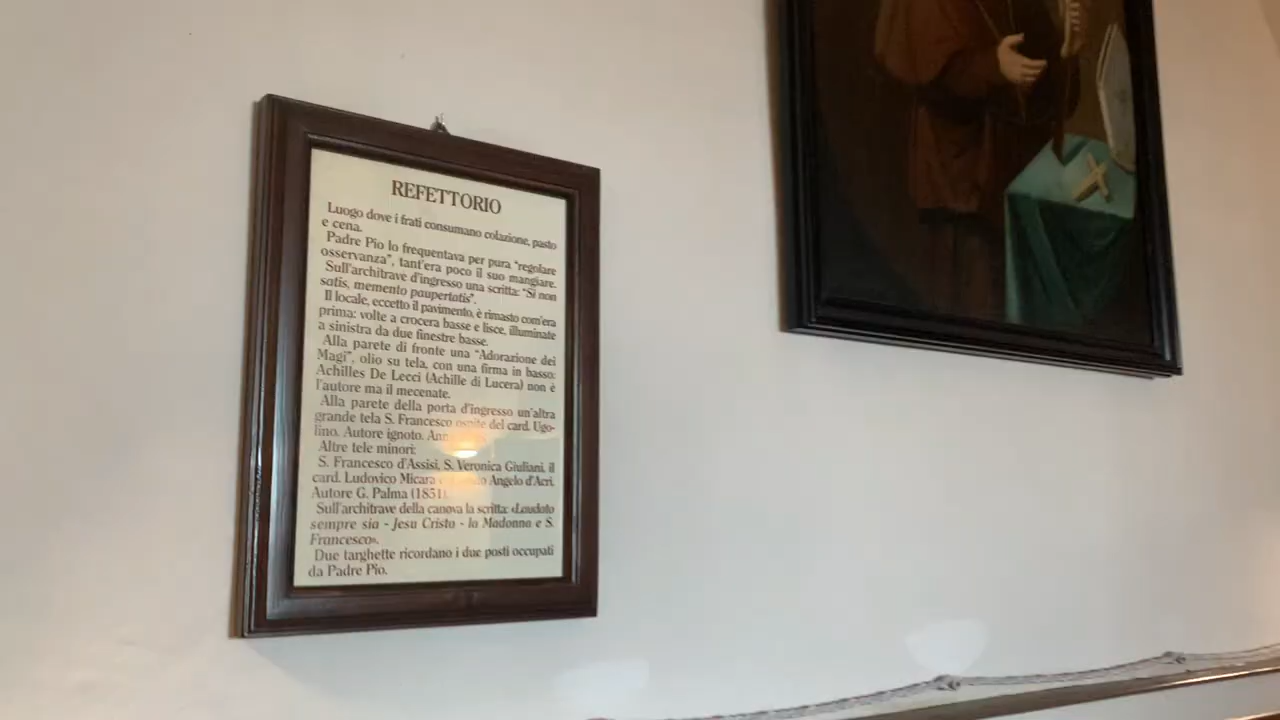 REFETTORIO
Luogo dove i frati consumano colazione, pasto
e cena.
Padre Pio lo frequentava per pura "regolare
osservanza", tant'era poco il suo mangiare.
Sull'architrave d'ingresso una scritta: "Si non
satis, memento paupertatis".
Il locale, eccetto il pavimento, è rimasto com'era
prima: volte a crocera basse e lisce, illuminate
a sinistra da due finestre basse.
Alla parete di fronte una "Adorazione dei
Magi", olio su tela, con una firma in basso:
Achilles De Lecci (Achille di Lucera) non è
l'autore ma il mecenate.
Alla parete della porta d'ingresso un'altra
grande tela S. Francesco ospite del card. Ugo-
lino. Autore ignoto.
Altre tele minori:
S. Francesco d'Assisi, S. Veronica Giuliani, il
card. Ludovico Micara Angelo d'Acri.
Autore G. Palma (1851).
Sull'architrave della canova la scritta: «Laudato
sempre sia - Jesu Cristo - la Madonna e S.
Francesco».
Due targhette ricordano i due posti occupati
da Padre Pio.